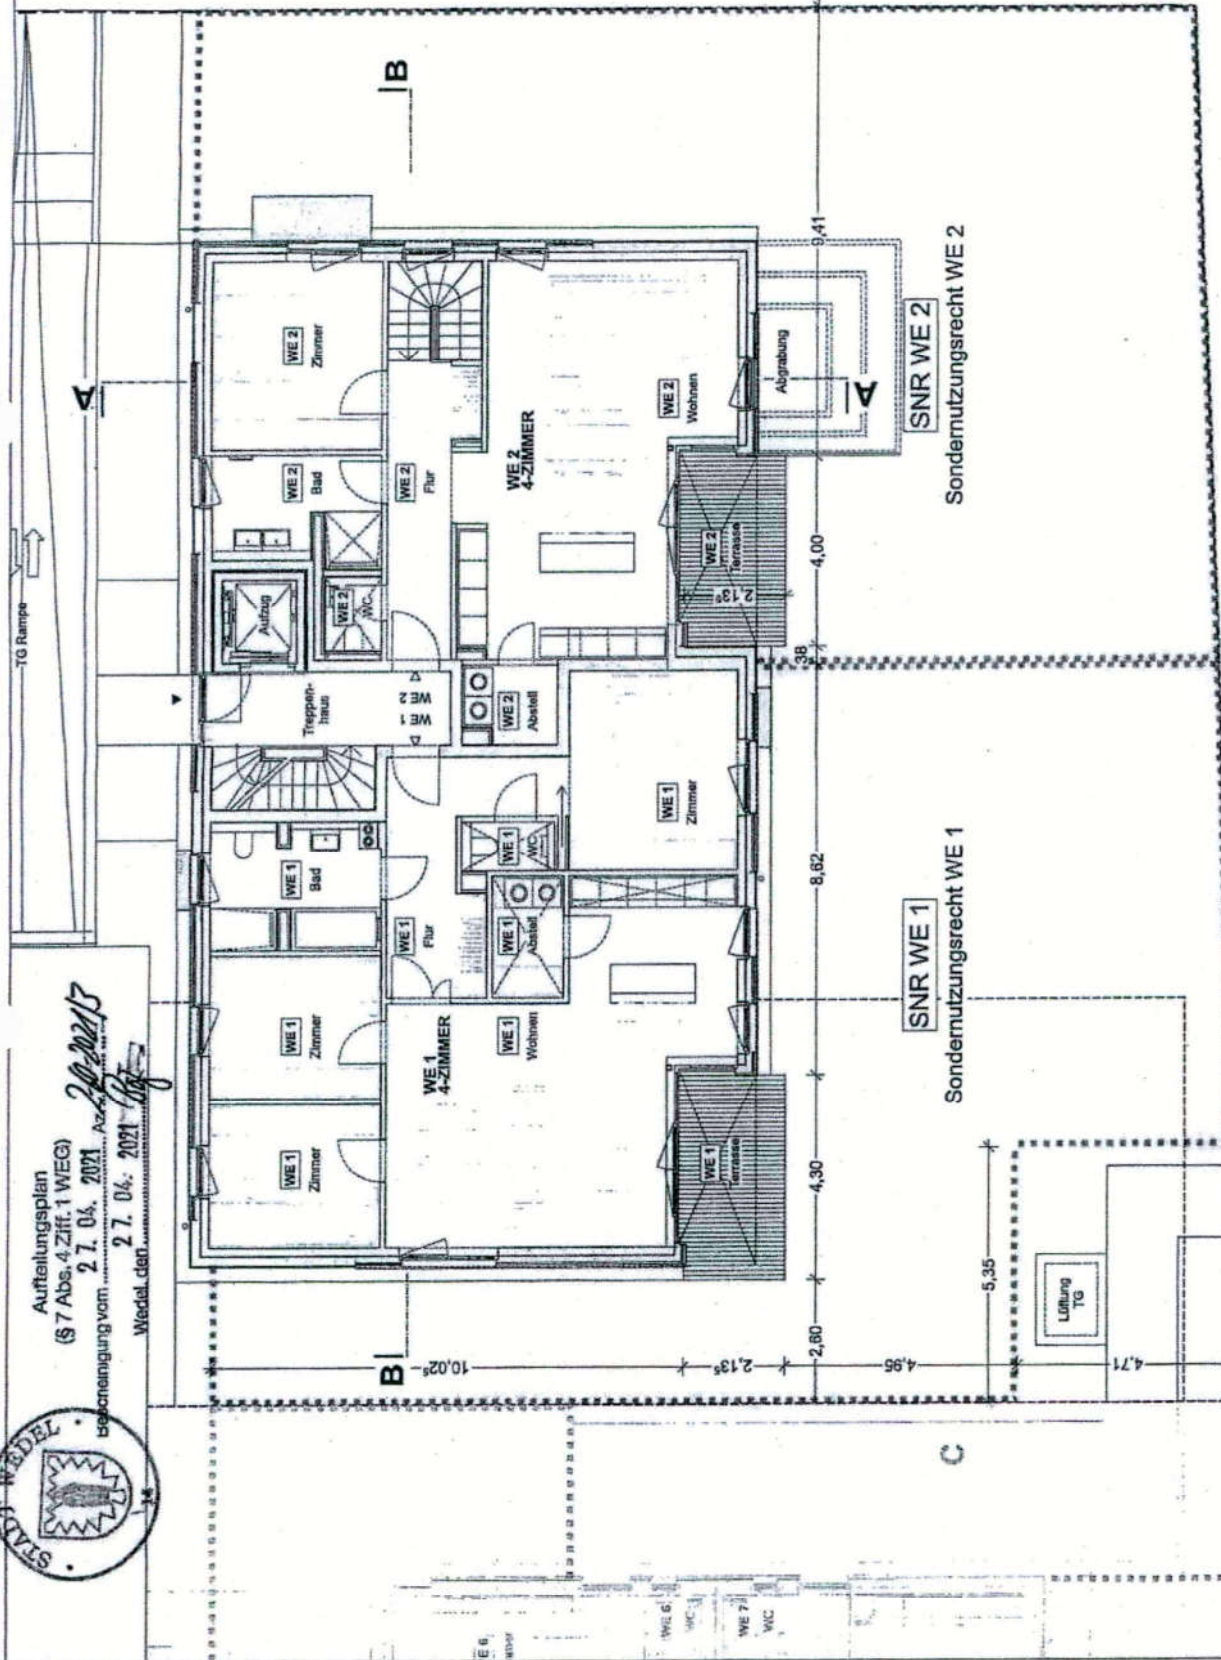 Aufteilungsplan
(§ 7 Abs. 4 Ziff. 1 WEG)
27. 04. 2021
Wedel, den
27. 04. 2021
STADT WEDEL
14
TG Rampe
A
B
WE 2
Zimmer
WE 2
Bad
WE 2
Flur
Aufzug
WE 2
WC
WE 2
4-ZIMMER
WE 2
Wohnen
WE 2
Terrasse
2,13⁵
Abgrabung
A
SNR WE 2
Sondernutzungsrecht WE 2
9,41
4,00
38
8,62
4,30
2,60
Treppen-
haus
WE 1
WE 2
WE 2
Abstell
WE 1
Bad
WE 1
Flur
WE 1
WC
WE 1
Abstell
WE 1
Zimmer
WE 1
Zimmer
WE 1
Zimmer
WE 1
4-ZIMMER
WE 1
Wohnen
WE 1
Terrasse
SNR WE 1
Sondernutzungsrecht WE 1
B
10,02⁵
2,13⁵
4,95
4,71
5,35
Lüftung
TG
C
WE 6
WC
WE 7
WC